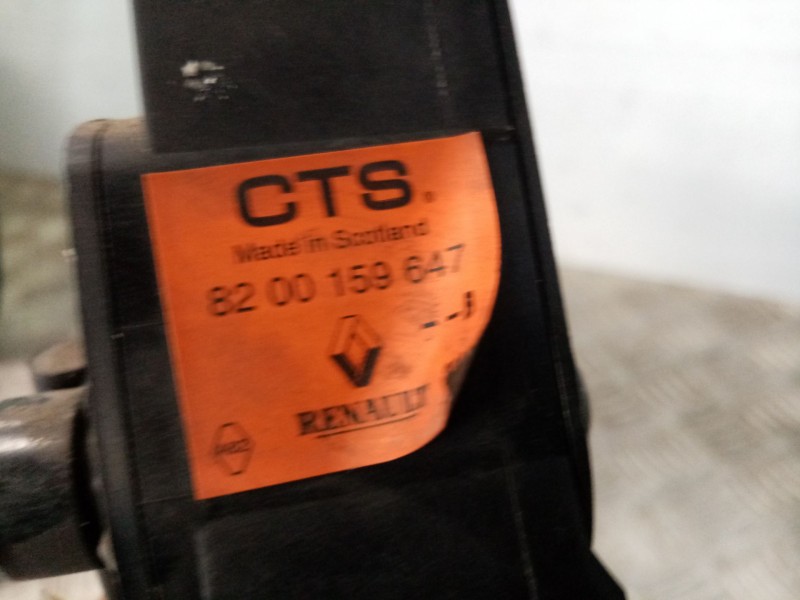 CTS.
Made in Scotland
82 00 159 647
RENAULT